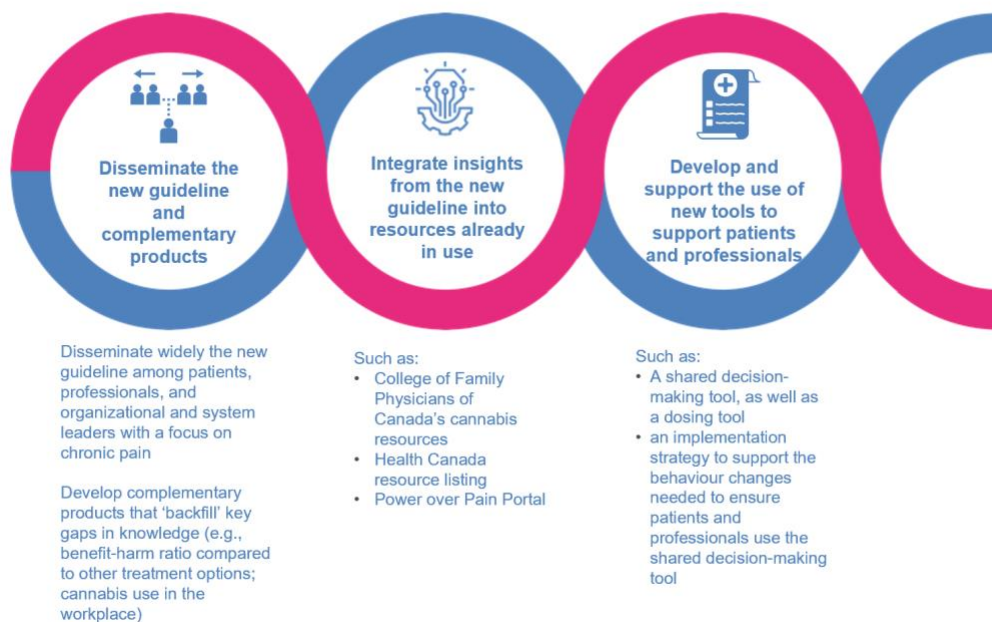 Disseminate the
new guideline
and
complementary
products
Integrate insights
from the new
guideline into
resources already
in use
Develop and
support the use of
new tools to
support patients
and professionals
Disseminate widely the new
guideline among patients,
professionals, and
organizational and system
leaders with a focus on
chronic pain
Develop complementary
products that ‘backfill’ key
gaps in knowledge (e.g.,
benefit-harm ratio compared
to other treatment options;
cannabis use in the
workplace)
Such as:
• College of Family
Physicians of
Canada’s cannabis
resources
• Health Canada
resource listing
• Power over Pain Portal
Such as:
• A shared decision-
making tool, as well as
a dosing tool
• an implementation
strategy to support the
behaviour changes
needed to ensure
patients and
professionals use the
shared decision-making
tool